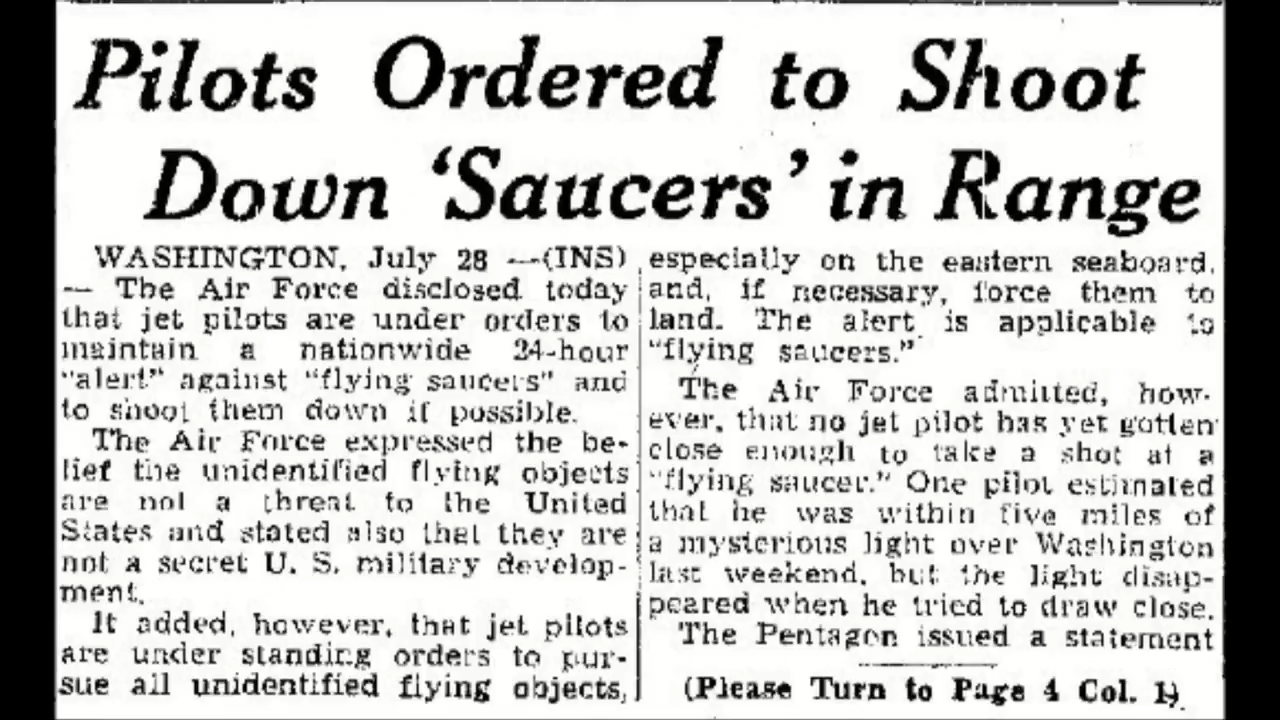 Pilots Ordered to Shoot
Down 'Saucers' in Range
WASHINGTON, July 28 —(INS)
— The Air Force disclosed today
that jet pilots are under orders to
maintain a nationwide 24-hour
"alert" against "flying saucers" and
to shoot them down if possible.
The Air Force expressed the be-
lief the unidentified flying objects
are not a threat to the United
States and stated also that they are
not a secret U. S. military develop-
ment.
It added, however, that jet pilots
are under standing orders to pur-
sue all unidentified flying objects,
especially on the eastern seaboard,
and, if necessary, force them to
land. The alert is applicable to
"flying saucers."
The Air Force admitted, how-
ever, that no jet pilot has yet gotten
close enough to take a shot at a
"flying saucer." One pilot estimated
that he was within five miles of
a mysterious light over Washington
last weekend, but the light disap-
peared when he tried to draw close.
The Pentagon issued a statement
(Please Turn to Page 4 Col. 1)